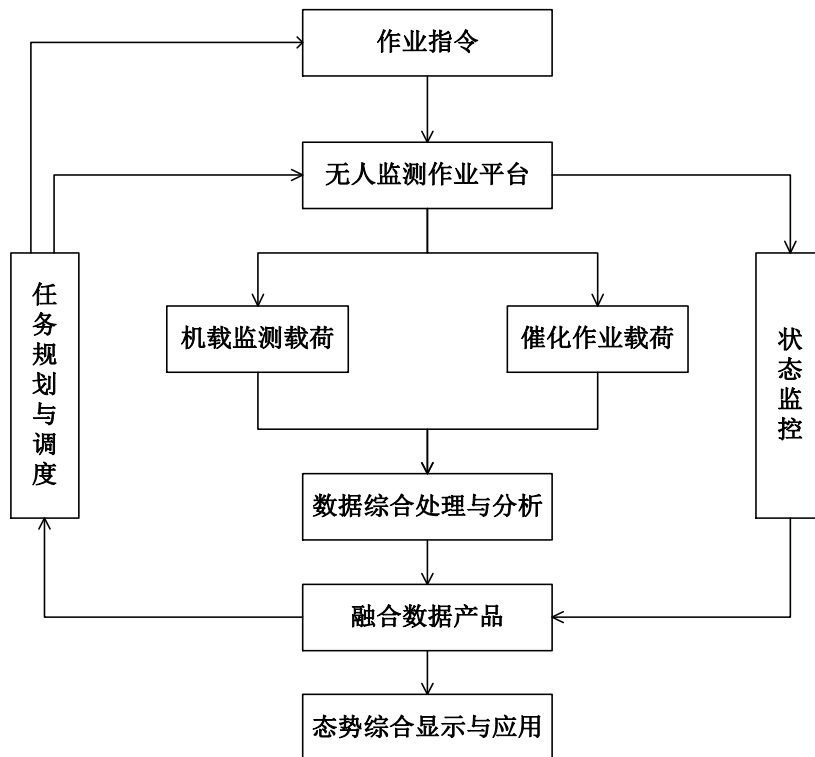 作业指令
无人监测作业平台
任务规划与调度
机载监测载荷
催化作业载荷
状态监控
数据综合处理与分析
融合数据产品
态势综合显示与应用